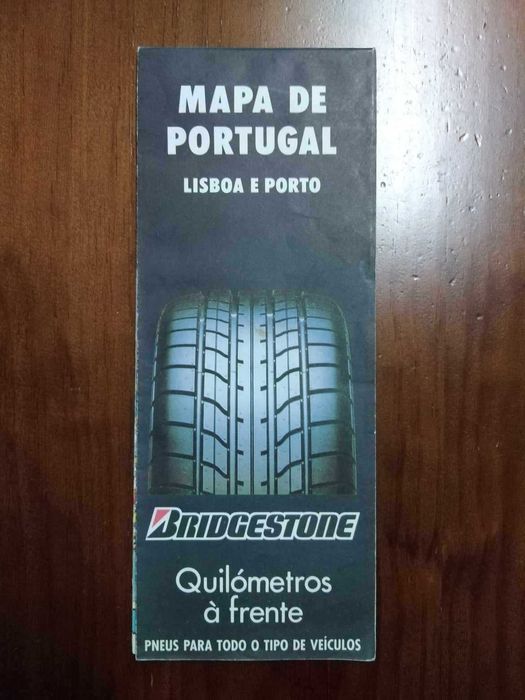 MAPA DE
PORTUGAL
LISBOA E PORTO
BRIDGESTONE
Quilómetros
à frente
PNEUS PARA TODO O TIPO DE VEÍCULOS